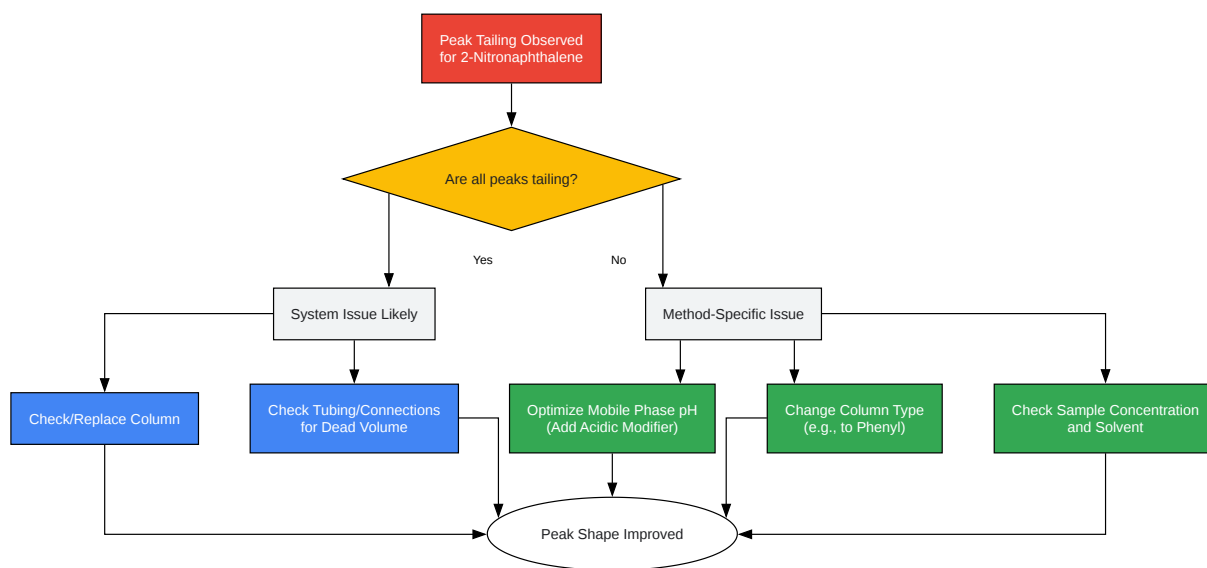 Peak Tailing Observed
for 2-Nitronaphthalene
Are all peaks tailing?
Yes
No
System Issue Likely
Method-Specific Issue
Check/Replace Column
Check Tubing/Connections
for Dead Volume
Optimize Mobile Phase pH
(Add Acidic Modifier)
Change Column Type
(e.g., to Phenyl)
Check Sample Concentration
and Solvent
Peak Shape Improved